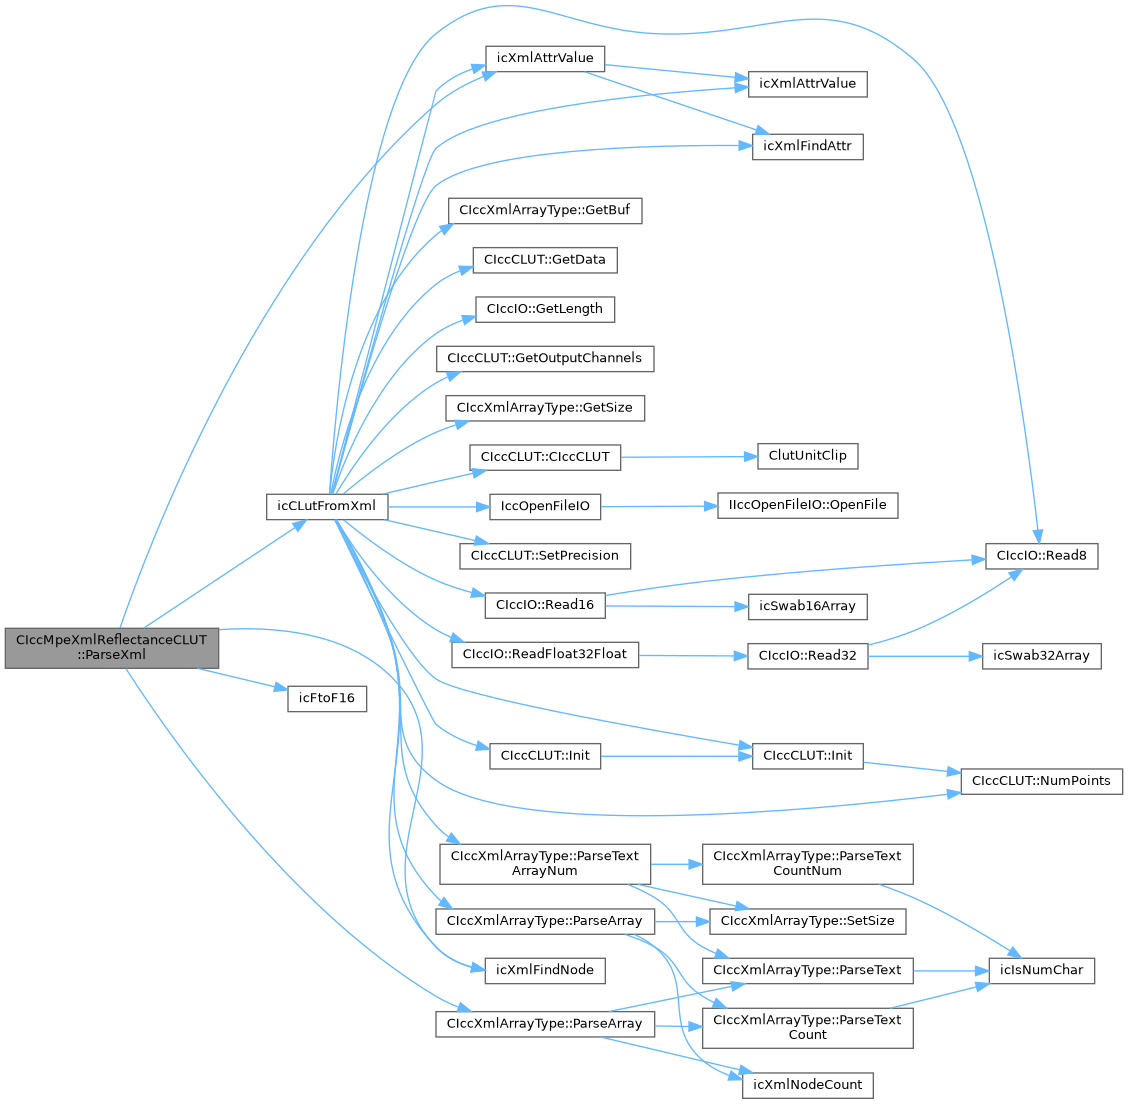 icXmlAttrValue
icXmlAttrValue
icXmlFindAttr
CIccXmlArrayType::GetBuf
CIccCLUT::GetData
CIccIO::GetLength
CIccCLUT::GetOutputChannels
CIccXmlArrayType::GetSize
CIccCLUT::CIccCLUT
ClutUnitClip
icCLutFromXml
IccOpenFileIO
IIccOpenFileIO::OpenFile
CIccCLUT::SetPrecision
CIccIO::Read8
CIccIO::Read16
icSwab16Array
CIccMpeXmlReflectanceCLUT
::ParseXml
CIccIO::ReadFloat32Float
CIccIO::Read32
icSwab32Array
icFtoF16
CIccCLUT::Init
CIccCLUT::Init
CIccCLUT::NumPoints
CIccXmlArrayType::ParseText
ArrayNum
CIccXmlArrayType::ParseText
CountNum
CIccXmlArrayType::ParseArray
CIccXmlArrayType::SetSize
icXmlFindNode
CIccXmlArrayType::ParseText
icIsNumChar
CIccXmlArrayType::ParseArray
CIccXmlArrayType::ParseText
Count
icXmlNodeCount